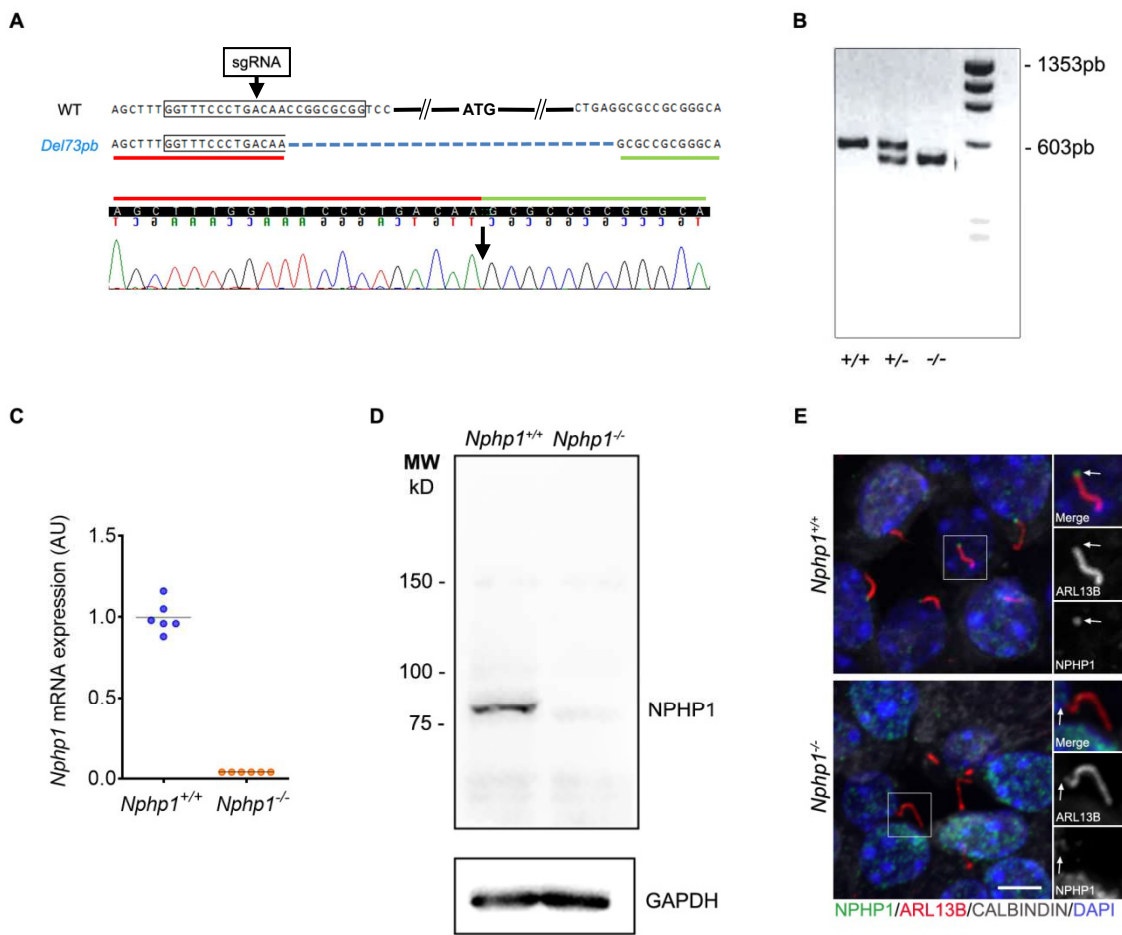 A
sgRNA
WT AGCTTTGGTTTCCCTGACAACCGGCGCGGTCC // ATG // CTGAGGCGCCGCGGGCA
Del73pb AGCTTTGGTTTCCCTGACAA GCGCCGCGGGCA
AGCTTTGGTTTCCCTGACAAGCGCCGCGGGCA
B
- 1353pb
- 603pb
+/+ +/- -/-
C
Nphp1 mRNA expression (AU)
1.5
1.0
0.5
0.0
Nphp1+/+ Nphp1-/-
D
Nphp1+/+ Nphp1-/-
MW
kD
150 -
100 -
75 -
NPHP1
GAPDH
E
Nphp1+/+
Merge
ARL13B
NPHP1
Nphp1-/-
Merge
ARL13B
NPHP1
NPHP1/ARL13B/CALBINDIN/DAPI